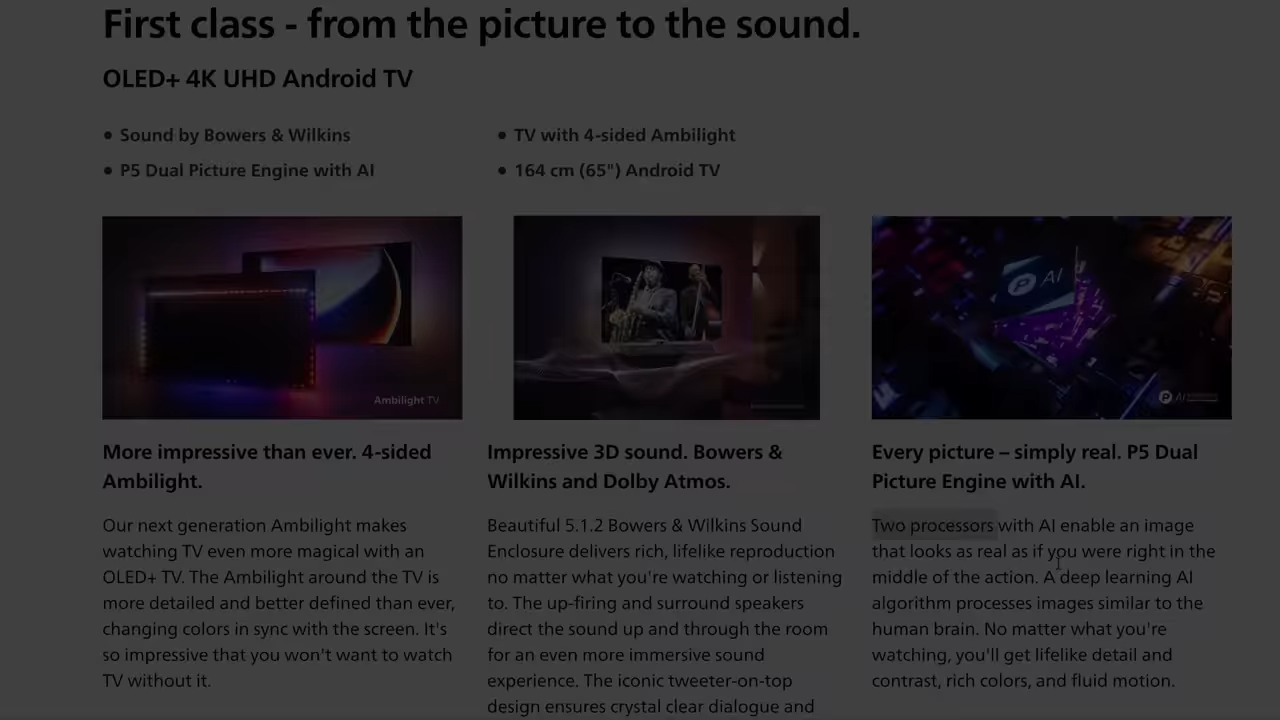 First class - from the picture to the sound.
OLED+ 4K UHD Android TV
• Sound by Bowers & Wilkins
• TV with 4-sided Ambilight
• P5 Dual Picture Engine with AI
• 164 cm (65") Android TV
Ambilight TV
P AI
P AI
More impressive than ever. 4-sided
Ambilight.
Our next generation Ambilight makes
watching TV even more magical with an
OLED+ TV. The Ambilight around the TV is
more detailed and better defined than ever,
changing colors in sync with the screen. It's
so impressive that you won't want to watch
TV without it.
Impressive 3D sound. Bowers &
Wilkins and Dolby Atmos.
Beautiful 5.1.2 Bowers & Wilkins Sound
Enclosure delivers rich, lifelike reproduction
no matter what you're watching or listening
to. The up-firing and surround speakers
direct the sound up and through the room
for an even more immersive sound
experience. The iconic tweeter-on-top
design ensures crystal clear dialogue and
Every picture – simply real. P5 Dual
Picture Engine with AI.
Two processors with AI enable an image
that looks as real as if you were right in the
middle of the action. A deep learning AI
algorithm processes images similar to the
human brain. No matter what you're
watching, you'll get lifelike detail and
contrast, rich colors, and fluid motion.